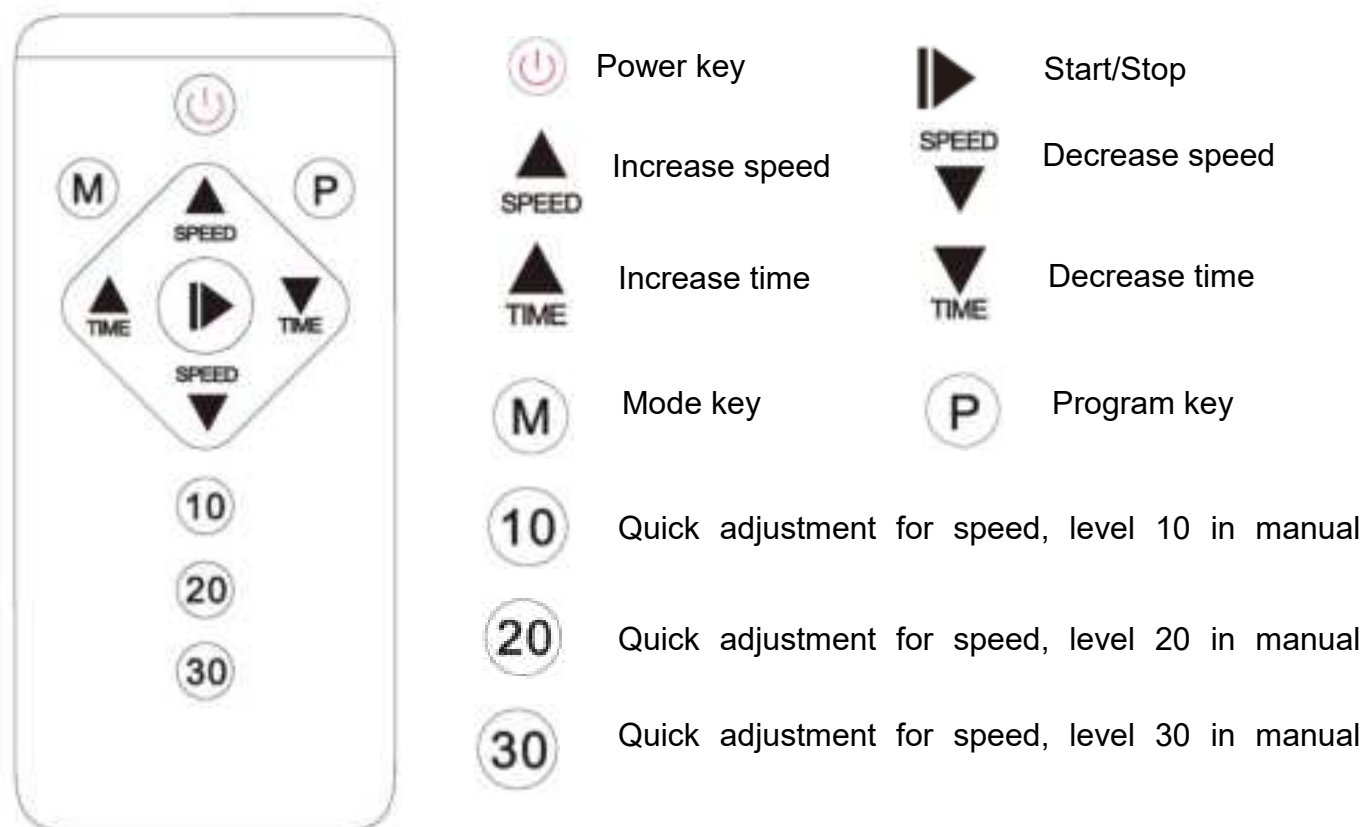 M
P
SPEED
TIME
TIME
SPEED
10
20
30
Power key
Start/Stop
SPEED
Increase speed
SPEED
Decrease speed
TIME
Increase time
TIME
Decrease time
M
Mode key
P
Program key
10
Quick adjustment for speed, level 10 in manual
20
Quick adjustment for speed, level 20 in manual
30
Quick adjustment for speed, level 30 in manual